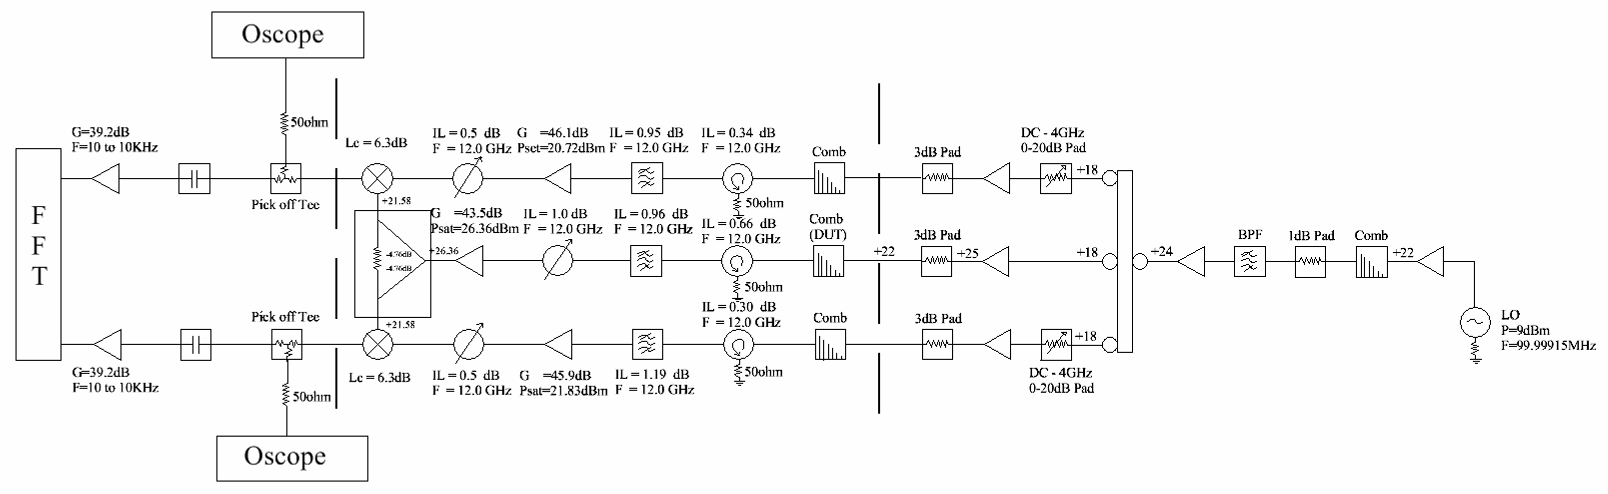 Oscope
50ohm
G=39.2dB
F=10 to 10KHz
Pick off Tee
Lc = 6.3dB
IL = 0.5 dB
F = 12.0 GHz
G =46.1dB
Pset=20.72dBm
IL = 0.95 dB
F = 12.0 GHz
IL = 0.34 dB
F = 12.0 GHz
50ohm
Comb
3dB Pad
DC - 4GHz
0-20dB Pad
+18
FFT
+21.58
-4.76dB
-4.76dB
+21.58
+26.36
G =43.5dB
Psat=26.36dBm
IL = 1.0 dB
F = 12.0 GHz
IL = 0.96 dB
F = 12.0 GHz
IL = 0.66 dB
F = 12.0 GHz
50ohm
Comb
(DUT)
+22
3dB Pad
+25
+18
+24
BPF
1dB Pad
Comb
+22
LO
P=9dBm
F=99.99915MHz
Pick off Tee
G=39.2dB
F=10 to 10KHz
50ohm
Oscope
Lc = 6.3dB
IL = 0.5 dB
F = 12.0 GHz
G =45.9dB
Psat=21.83dBm
IL = 1.19 dB
F = 12.0 GHz
IL = 0.30 dB
F = 12.0 GHz
50ohm
Comb
3dB Pad
+18
DC - 4GHz
0-20dB Pad